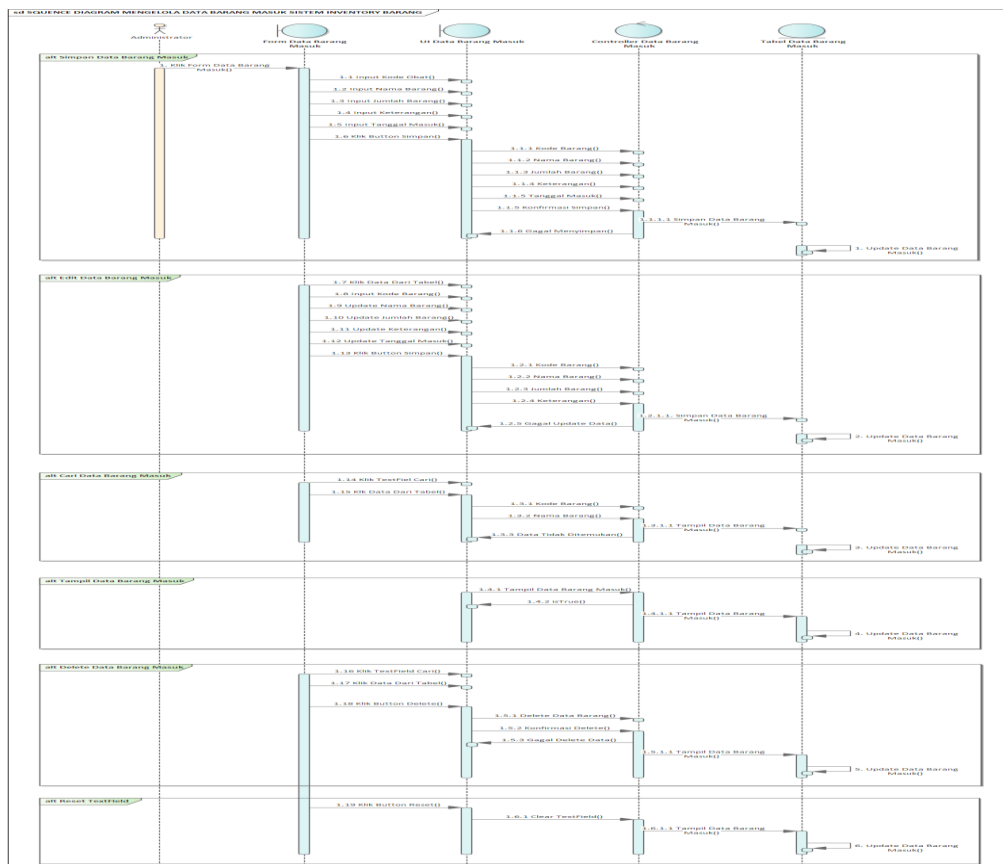 sd SQUENCE DIAGRAM MENGELOLA DATA BARANG MASUK SISTEM INVENTORY BARANG
Administrator
Form Data Barang
Masuk
UI Data Barang Masuk
Controller Data Barang
Masuk
Tabel Data Barang
Masuk
alt Simpan Data Barang Masuk
1. Klik Form Data Barang
Masuk()
1.1 Input Kode Obat()
1.2 Input Nama Barang()
1.3 Input Jumlah Barang()
1.4 Input Keterangan()
1.5 Input Tanggal Masuk()
1.6 Klik Button Simpan()
1.1.1 Kode Barang()
1.1.2 Nama Barang()
1.1.3 Jumlah Barang()
1.1.4 Keterangan()
1.1.5 Tanggal Masuk()
1.1.5 Konfirmasi Simpan()
1.1.1.1 Simpan Data Barang
Masuk()
1.1.6 Gagal Menyimpan()
1. Update Data Barang
Masuk()
alt Edit Data Barang Masuk
1.7 Klik Data Dari Tabel()
1.8 Input Kode Barang()
1.9 Update Nama Barang()
1.10 Update Jumlah Barang()
1.11 Update Keterangan()
1.12 Update Tanggal Masuk()
1.13 Klik Button Simpan()
1.2.1 Kode Barang()
1.2.2 Nama Barang()
1.2.3 Jumlah Barang()
1.2.4 Keterangan()
1.2.1.1. Simpan Data Barang
Masuk()
1.2.5 Gagal Update Data()
2. Update Data Barang
Masuk()
alt Cari Data Barang Masuk
1.14 Klik TestFiel Cari()
1.15 Klik Data Dari Tabel()
1.3.1 Kode Barang()
1.3.2 Nama Barang()
1.3.1.1 Tampil Data Barang
Masuk()
1.3.3 Data Tidak Ditemukan()
3. Update Data Barang
Masuk()
alt Tampil Data Barang Masuk
1.4.1 Tampil Data Barang Masuk()
1.4.2 isTrue()
1.4.1.1 Tampil Data Barang
Masuk()
4. Update Data Barang
Masuk()
alt Delete Data Barang Masuk
1.16 Klik TestField Cari()
1.17 Klik Data Dari Tabel()
1.18 Klik Button Delete()
1.5.1 Delete Data Barang()
1.5.2 Konfirmasi Delete()
1.5.3 Gagal Delete Data()
1.5.1.1 Tampil Data Barang
Masuk()
5. Update Data Barang
Masuk()
alt Reset TextField
1.19 Klik Button Reset()
1.6.1 Clear TestField()
1.6.1.1 Tampil Data Barang
Masuk()
6. Update Data Barang
Masuk()